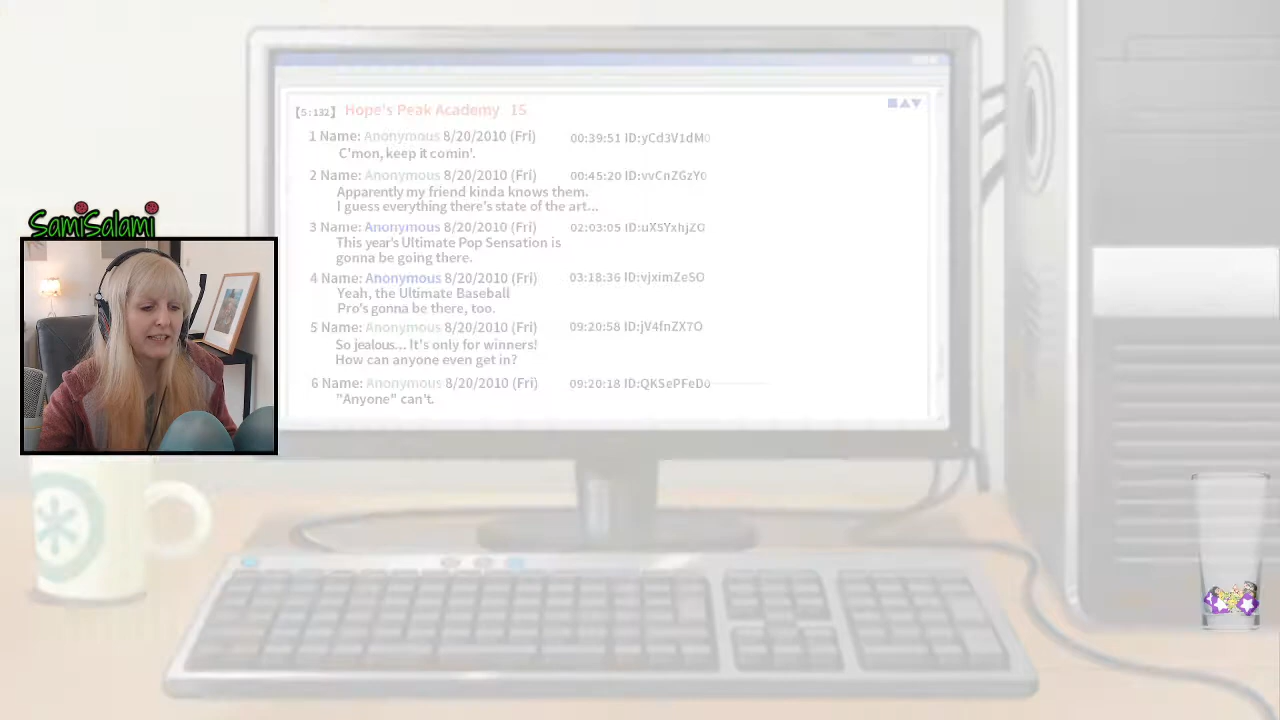 【5:132】 Hope's Peak Academy 15
1 Name: Anonymous 8/20/2010 (Fri) 00:39:51 ID:yCd3V1dM0
C'mon, keep it comin'.
2 Name: Anonymous 8/20/2010 (Fri) 00:45:20 ID:vvCnZGzY0
Apparently my friend kinda knows them.
I guess everything there's state of the art...
3 Name: Anonymous 8/20/2010 (Fri) 02:03:05 ID:uX5YxhjZO
This year's Ultimate Pop Sensation is
gonna be going there.
4 Name: Anonymous 8/20/2010 (Fri) 03:18:36 ID:vjximZeSO
Yeah, the Ultimate Baseball
Pro's gonna be there, too.
5 Name: Anonymous 8/20/2010 (Fri) 09:20:58 ID:jV4fnZX7O
So jealous... It's only for winners!
How can anyone even get in?
6 Name: Anonymous 8/20/2010 (Fri) 09:20:18 ID:QKSePFeD0
"Anyone" can't.
SamiSalami